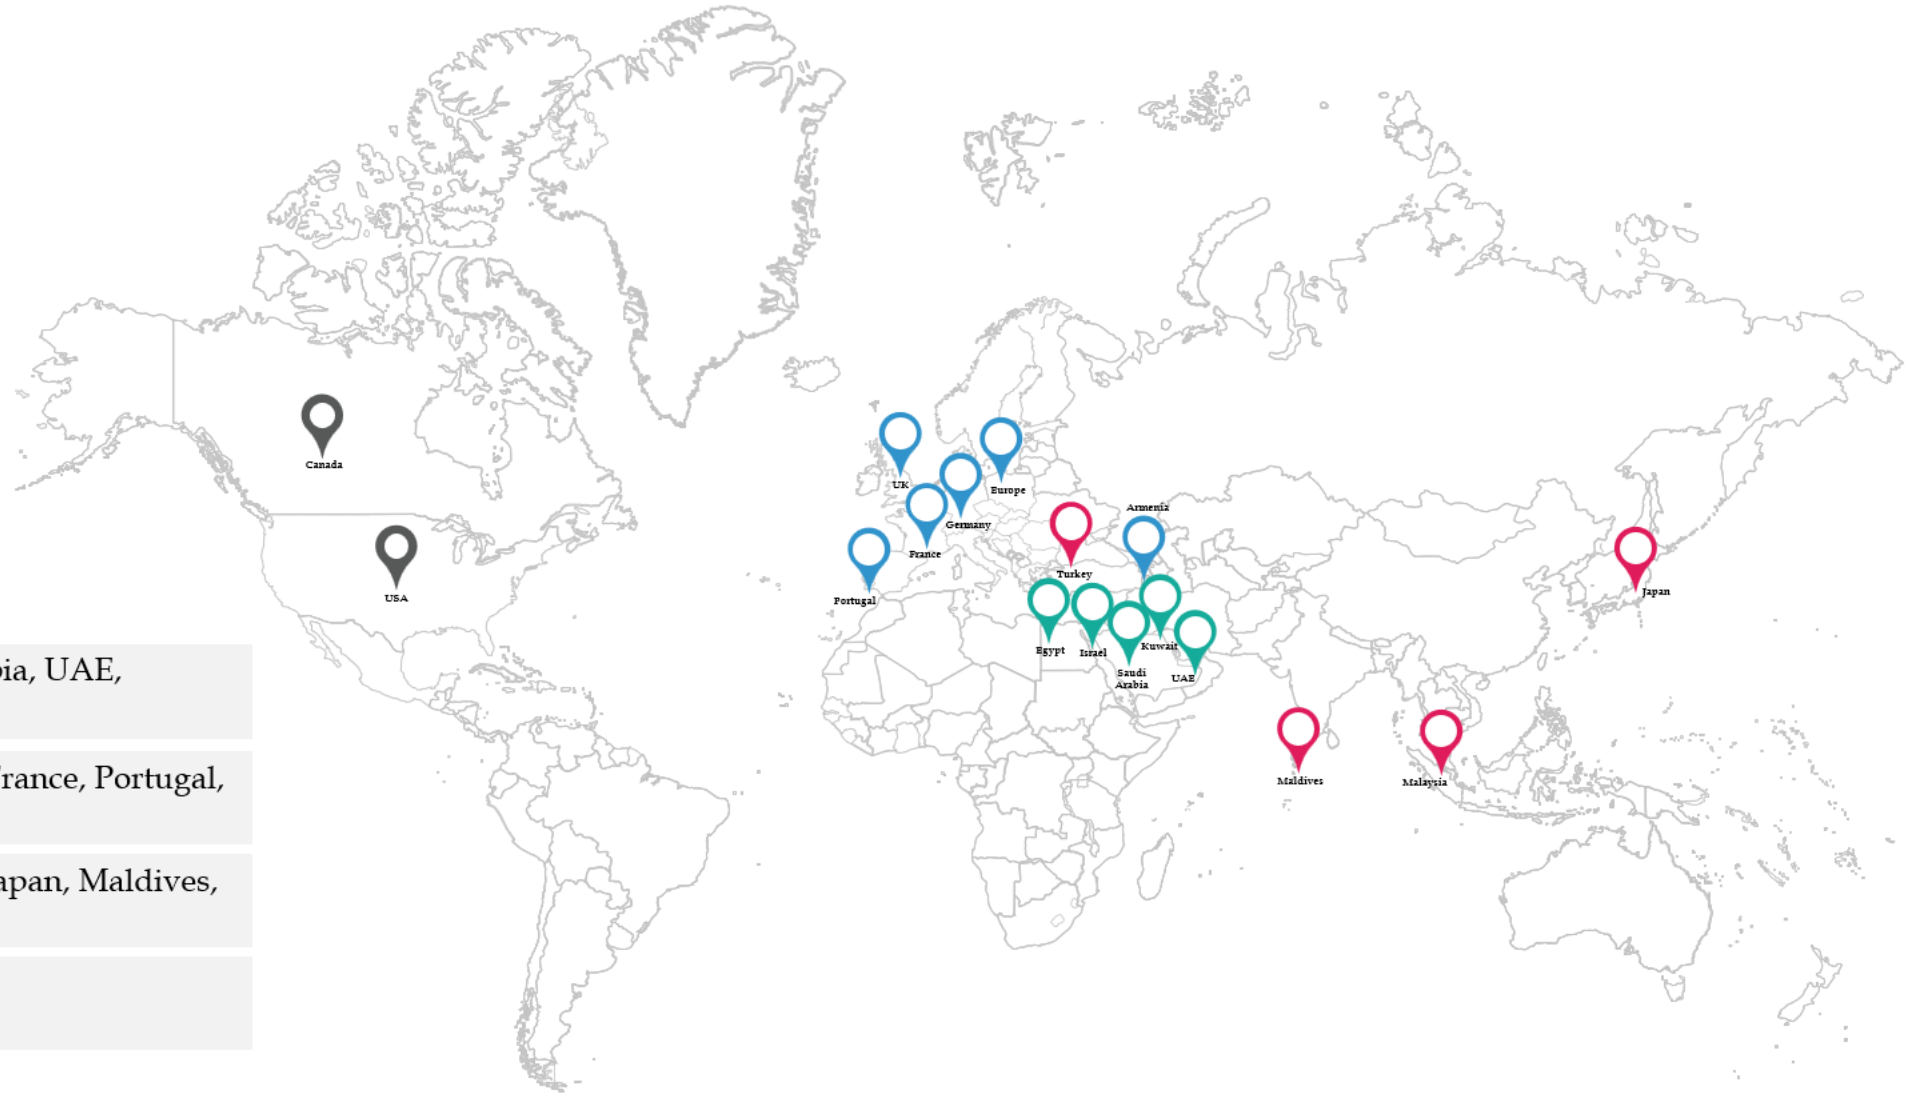 Canada
UK
Europe
Germany
Armenia
France
Turkey
USA
Portugal
Japan
Egypt
Israel
Kuwait
Saudi
Arabia
UAE
Maldives
Malaysia
bia, UAE,
France, Portugal,
apan, Maldives,